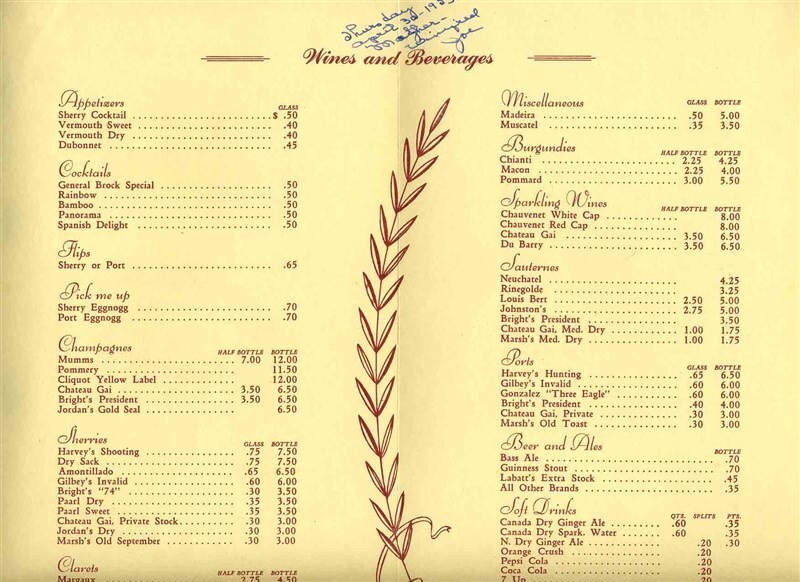 Thursday
April 30 - 1953
Mother -
Winifred
Joe
Wines and Beverages
Appetizers
GLASS
Sherry Cocktail $ .50
Vermouth Sweet .40
Vermouth Dry .40
Dubonnet .45
Cocktails
General Brock Special .50
Rainbow .50
Bamboo .50
Panorama .50
Spanish Delight .50
Flips
Sherry or Port .65
Pick me up
Sherry Eggnogg .70
Port Eggnogg .70
Champagnes
HALF BOTTLE BOTTLE
Mumms 7.00 12.00
Pommery 11.50
Cliquot Yellow Label 12.00
Chateau Gai 3.50 6.50
Bright's President 3.50 6.50
Jordan's Gold Seal 6.50
Sherries
GLASS BOTTLE
Harvey's Shooting .75 7.50
Dry Sack .75 7.50
Amontillado .65 6.50
Gilbey's Invalid .60 6.00
Bright's "74" .30 3.50
Paarl Dry .35 3.50
Paarl Sweet .35 3.50
Chateau Gai, Private Stock .30 3.00
Jordan's Dry .30 3.00
Marsh's Old September .30 3.00
Clarets
HALF BOTTLE BOTTLE
Margaux 2.75 4.50
Miscellaneous
GLASS BOTTLE
Madeira .50 5.00
Muscatel .35 3.50
Burgundies
HALF BOTTLE BOTTLE
Chianti 2.25 4.25
Macon 2.25 4.00
Pommard 3.00 5.50
Sparkling Wines
HALF BOTTLE BOTTLE
Chauvenet White Cap 8.00
Chauvenet Red Cap 8.00
Chateau Gai 3.50 6.50
Du Barry 3.50 6.50
Sauternes
Neuchatel 4.25
Rinegolde 3.25
Louis Bert 2.50 5.00
Johnston's 2.75 5.00
Bright's President 3.50
Chateau Gai, Med. Dry 1.00 1.75
Marsh's Med. Dry 1.00 1.75
Ports
GLASS BOTTLE
Harvey's Hunting .65 6.50
Gilbey's Invalid .60 6.00
Gonzalez "Three Eagle" .60 6.00
Bright's President .40 4.00
Chateau Gai, Private .30 3.00
Marsh's Old Toast .30 3.00
Beer and Ales
BOTTLE
Bass Ale .70
Guinness Stout .70
Labatt's Extra Stock .45
All Other Brands .35
Soft Drinks
QTS. SPLITS PTS.
Canada Dry Ginger Ale .60 .35
Canada Dry Spark. Water .60 .35
N. Dry Ginger Ale .20 .30
Orange Crush .20
Pepsi Cola .20
Coca Cola .20
7 Up